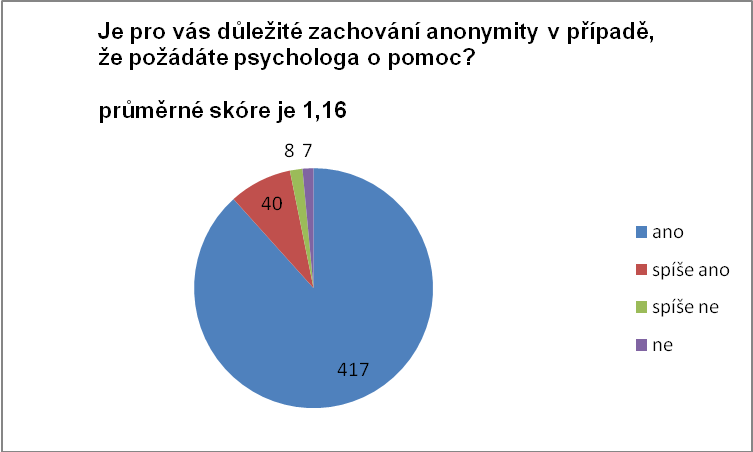 Je pro vás důležité zachování anonymity v případě,
že požádáte psychologa o pomoc?
průměrné skóre je 1,16
8 7
40
417
ano
spíše ano
spíše ne
ne